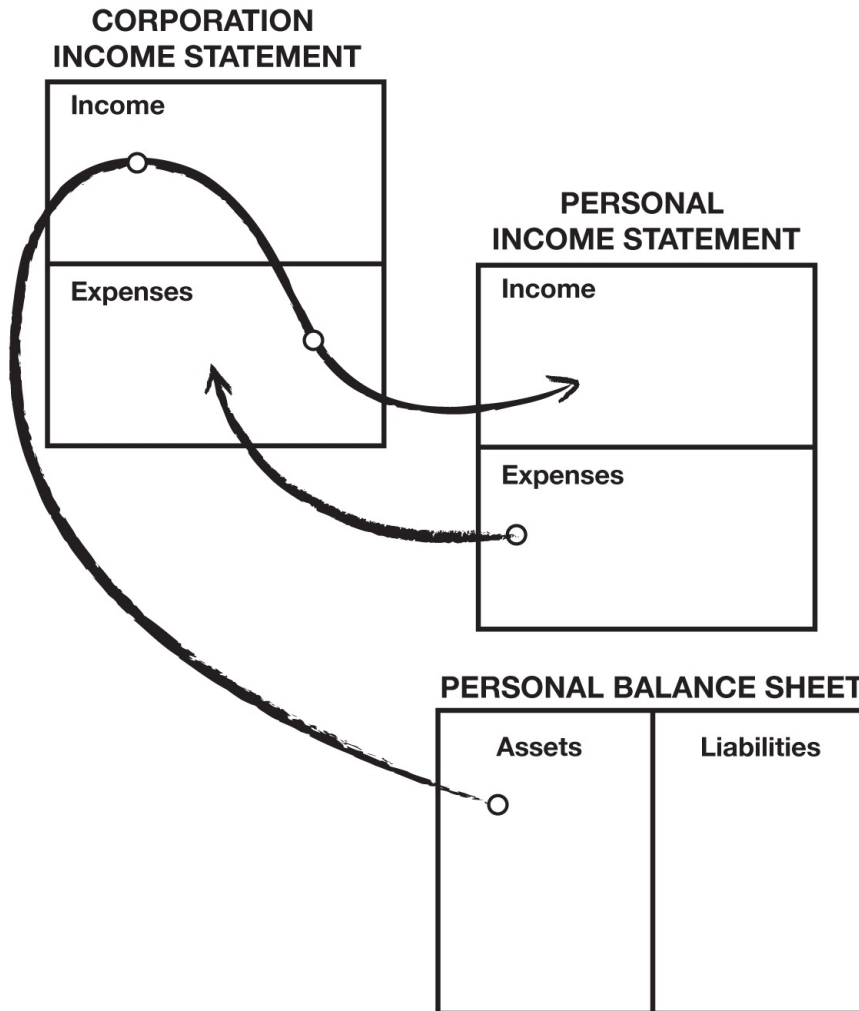 CORPORATION
INCOME STATEMENT
Income
Expenses
PERSONAL
INCOME STATEMENT
Income
Expenses
PERSONAL BALANCE SHEET
Assets
Liabilities